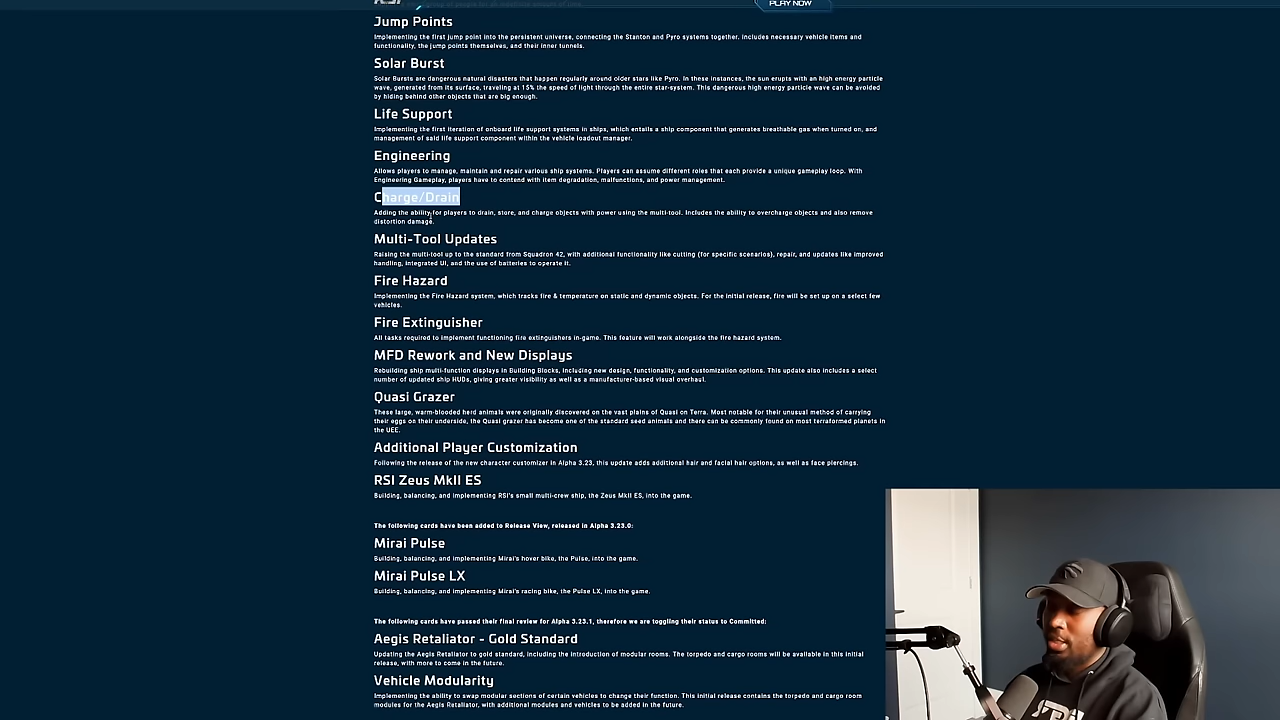 RSI
PLAY NOW
Jump Points
Implementing the first jump point into the persistent universe, connecting the Stanton and Pyro systems together. Includes necessary vehicle items and
functionality, the jump points themselves, and their inner tunnels.
Solar Burst
Solar Bursts are dangerous natural disasters that happen regularly around older stars like Pyro. In these instances, the sun erupts with an high energy particle
wave, generated from its surface, traveling at 15% the speed of light through the entire star-system. This dangerous high energy particle wave can be avoided
by hiding behind other objects that are big enough.
Life Support
Implementing the first iteration of onboard life support systems in ships, which entails a ship component that generates breathable gas when turned on, and
management of said life support component within the vehicle loadout manager.
Engineering
Allows players to manage, maintain and repair various ship systems. Players can assume different roles that each provide a unique gameplay loop. With
Engineering Gameplay, players have to contend with item degradation, malfunctions, and power management.
Charge/Drain
Adding the ability for players to drain, store, and charge objects with power using the multi-tool. Includes the ability to overcharge objects and also remove
distortion damage.
Multi-Tool Updates
Raising the multi-tool up to the standard from Squadron 42, with additional functionality like cutting (for specific scenarios), repair, and updates like improved
handling, integrated UI, and the use of batteries to operate it.
Fire Hazard
Implementing the Fire Hazard system, which tracks fire & temperature on static and dynamic objects. For the initial release, fire will be set up on a select few
vehicles.
Fire Extinguisher
All tasks required to implement functioning fire extinguishers in-game. This feature will work alongside the fire hazard system.
MFD Rework and New Displays
Rebuilding ship multi-function displays in Building Blocks, including new design, functionality, and customization options. This update also includes a select
number of updated ship HUDs, giving greater visibility as well as a manufacturer-based visual overhaul.
Quasi Grazer
These large, warm-blooded herd animals were originally discovered on the vast plains of Quasi on Terra. Most notable for their unusual method of carrying
their eggs on their underside, the Quasi grazer has become one of the standard seed animals and there can be commonly found on most terraformed planets in
the UEE.
Additional Player Customization
Following the release of the new character customizer in Alpha 3.23, this update adds additional hair and facial hair options, as well as face piercings.
RSI Zeus MkII ES
Building, balancing, and implementing RSI's small multi-crew ship, the Zeus MkII ES, into the game.
The following cards have been added to Release View, released in Alpha 3.23.0:
Mirai Pulse
Building, balancing, and implementing Mirai's hover bike, the Pulse, into the game.
Mirai Pulse LX
Building, balancing, and implementing Mirai's racing bike, the Pulse LX, into the game.
The following cards have passed their final review for Alpha 3.23.1, therefore we are toggling their status to Committed:
Aegis Retaliator - Gold Standard
Updating the Aegis Retaliator to gold standard, including the introduction of modular rooms. The torpedo and cargo rooms will be available in this initial
release, with more to come in the future.
Vehicle Modularity
Implementing the ability to swap modular sections of certain vehicles to change their function. This initial release contains the torpedo and cargo room
modules for the Aegis Retaliator, with additional modules and vehicles to be added in the future.